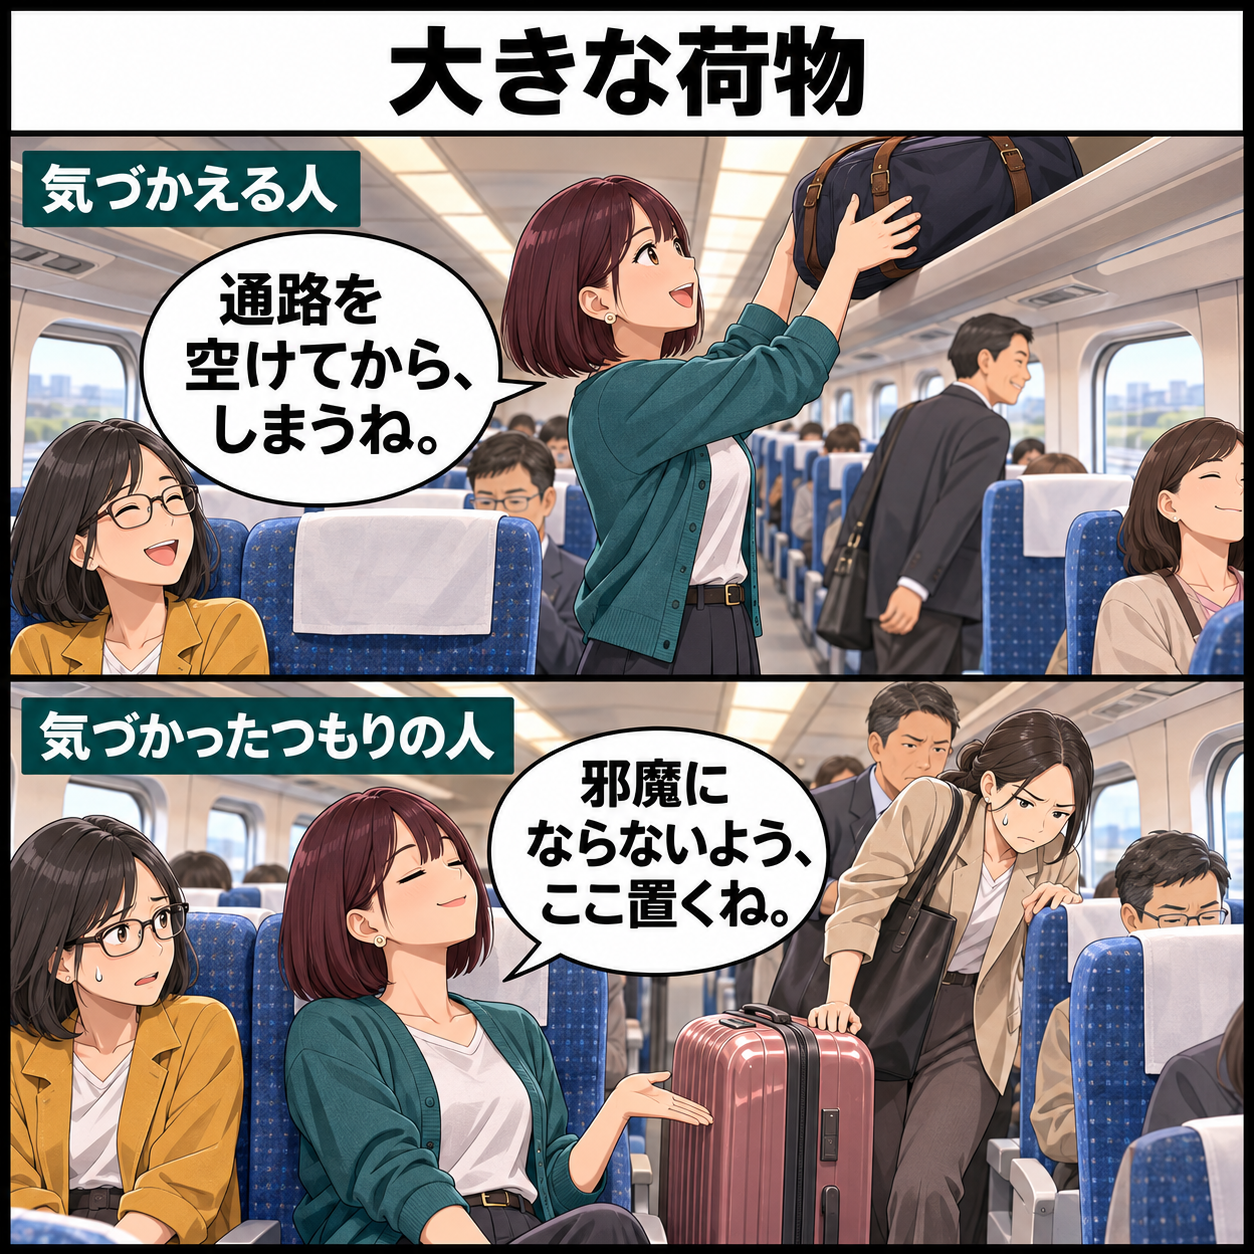 大きな荷物
気づかえる人
通路を
空けてから、
しまうね。
気づかったつもりの人
邪魔に
ならないよう、
ここ置くね。